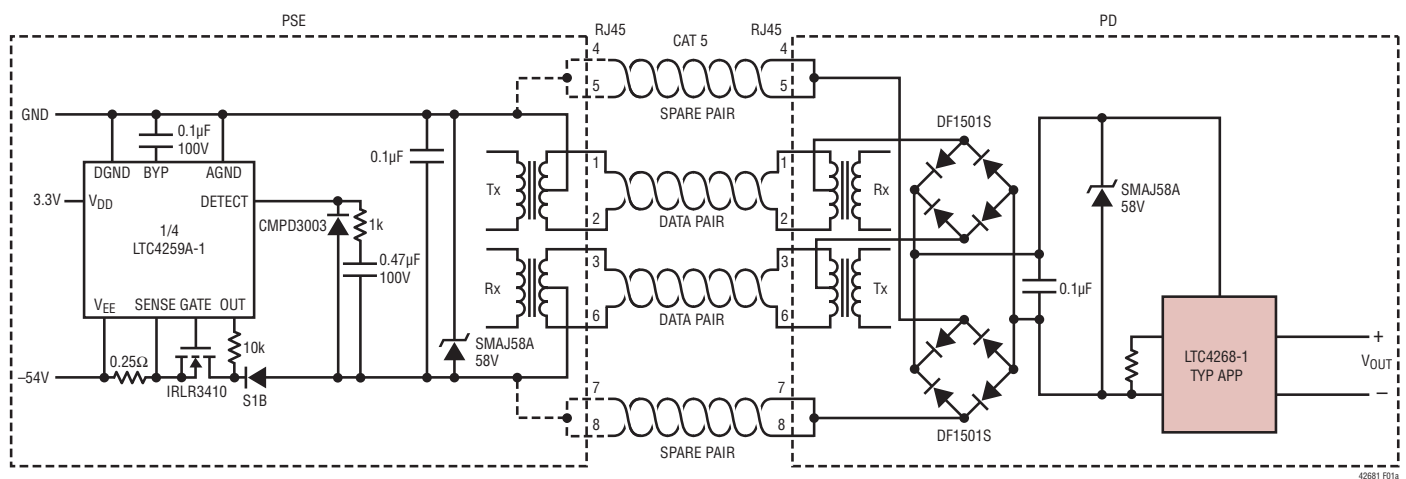 PSE
RJ45
CAT 5
RJ45
PD
4
5
4
5
SPARE PAIR
GND
0.1µF
100V
DGND
BYP
AGND
3.3V
VDD
DETECT
1/4
LTC4259A-1
VEE
SENSE
GATE
OUT
CMPD3003
1k
0.47µF
100V
0.1µF
Tx
1
2
DATA PAIR
1
2
Rx
DF1501S
SMAJ58A
58V
Rx
3
6
DATA PAIR
3
6
Tx
0.1µF
SMAJ58A
58V
–54V
0.25Ω
IRLR3410
10k
S1B
7
8
SPARE PAIR
7
8
DF1501S
LTC4268-1
TYP APP
+
VOUT
–
42681 F01a